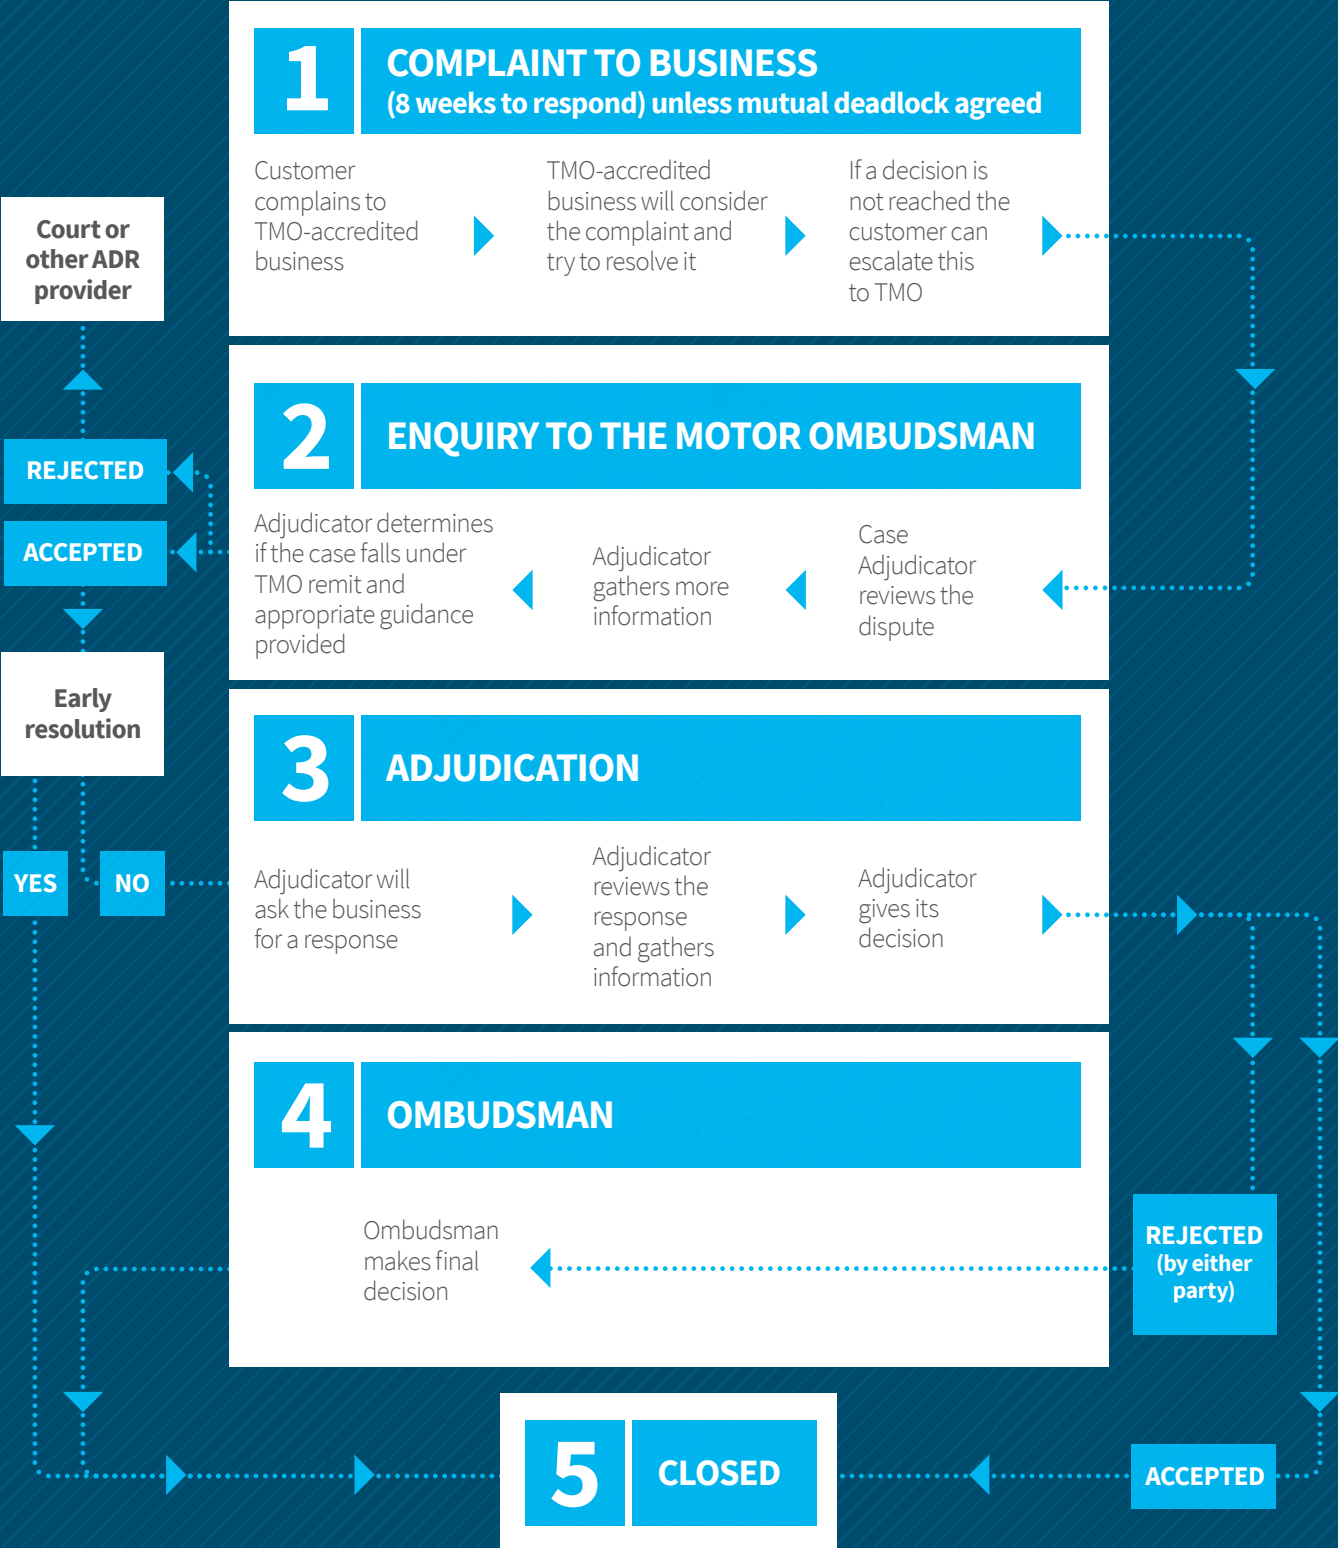 1
COMPLAINT TO BUSINESS
(8 weeks to respond) unless mutual deadlock agreed
Customer
complains to
TMO-accredited
business
TMO-accredited
business will consider
the complaint and
try to resolve it
If a decision is
not reached the
customer can
escalate this
to TMO
Court or
other ADR
provider
REJECTED
ACCEPTED
Early
resolution
YES
NO
2
ENQUIRY TO THE MOTOR OMBUDSMAN
Adjudicator determines
if the case falls under
TMO remit and
appropriate guidance
provided
Adjudicator
gathers more
information
Case
Adjudicator
reviews the
dispute
3
ADJUDICATION
Adjudicator will
ask the business
for a response
Adjudicator
reviews the
response
and gathers
information
Adjudicator
gives its
decision
4
OMBUDSMAN
Ombudsman
makes final
decision
REJECTED
(by either
party)
5
CLOSED
ACCEPTED